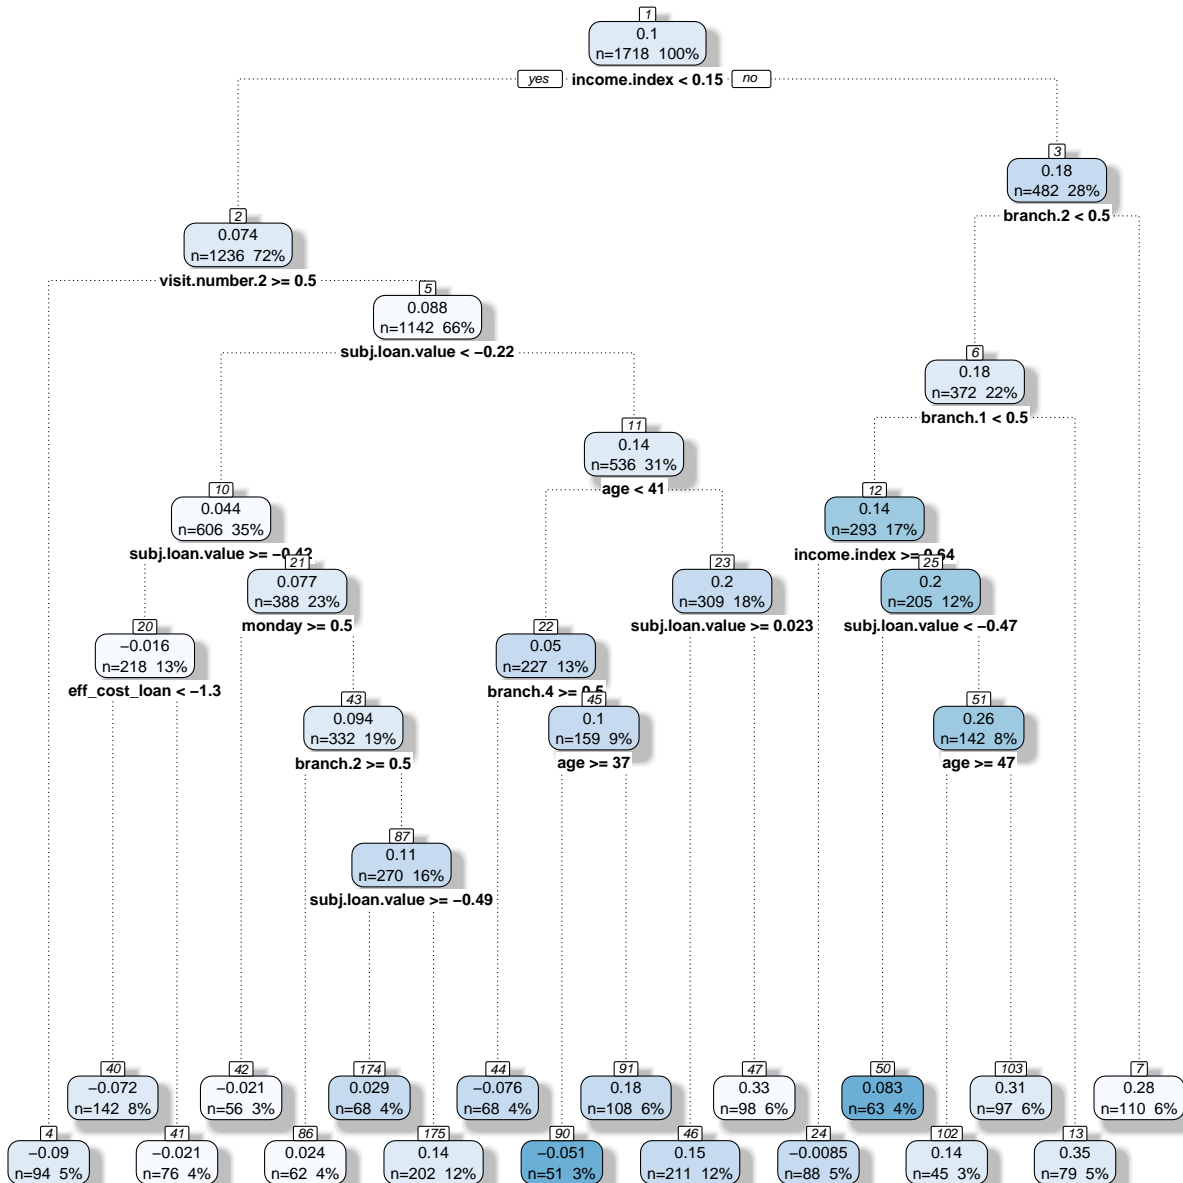 1
0.1
n=1718 100%
yes income.index < 0.15 no
3
0.18
n=482 28%
branch.2 < 0.5
2
0.074
n=1236 72%
visit.number.2 >= 0.5
5
0.088
n=1142 66%
subj.loan.value < −0.22
6
0.18
n=372 22%
branch.1 < 0.5
11
0.14
n=536 31%
age < 41
10
0.044
n=606 35%
subj.loan.value >= −0.42
12
0.14
n=293 17%
income.index >= 0.64
21
0.077
n=388 23%
monday >= 0.5
23
0.2
n=309 18%
subj.loan.value >= 0.023
25
0.2
n=205 12%
subj.loan.value < −0.47
20
−0.016
n=218 13%
eff_cost_loan < −1.3
22
0.05
n=227 13%
branch.4 >= 0.5
43
0.094
n=332 19%
branch.2 >= 0.5
45
0.1
n=159 9%
age >= 37
51
0.26
n=142 8%
age >= 47
87
0.11
n=270 16%
subj.loan.value >= −0.49
40
−0.072
n=142 8%
42
−0.021
n=56 3%
174
0.029
n=68 4%
44
−0.076
n=68 4%
91
0.18
n=108 6%
47
0.33
n=98 6%
50
0.083
n=63 4%
103
0.31
n=97 6%
7
0.28
n=110 6%
4
−0.09
n=94 5%
41
−0.021
n=76 4%
86
0.024
n=62 4%
175
0.14
n=202 12%
90
−0.051
n=51 3%
46
0.15
n=211 12%
24
−0.0085
n=88 5%
102
0.14
n=45 3%
13
0.35
n=79 5%